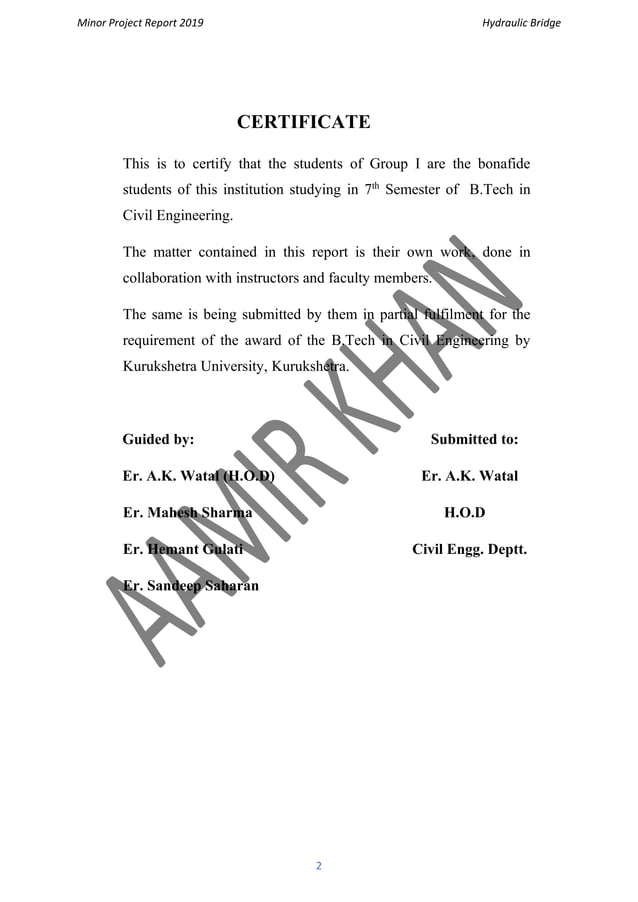 Minor Project Report 2019 Hydraulic Bridge
CERTIFICATE
This is to certify that the students of Group I are the bonafide
students of this institution studying in 7th Semester of B.Tech in
Civil Engineering.
The matter contained in this report is their own work, done in
collaboration with instructors and faculty members.
The same is being submitted by them in partial fulfilment for the
requirement of the award of the B.Tech in Civil Engineering by
Kurukshetra University, Kurukshetra.
Guided by: Submitted to:
Er. A.K. Watal (H.O.D) Er. A.K. Watal
Er. Mahesh Sharma H.O.D
Er. Hemant Gulati Civil Engg. Deptt.
Er. Sandeep Saharan
AAMIR KHAN
2